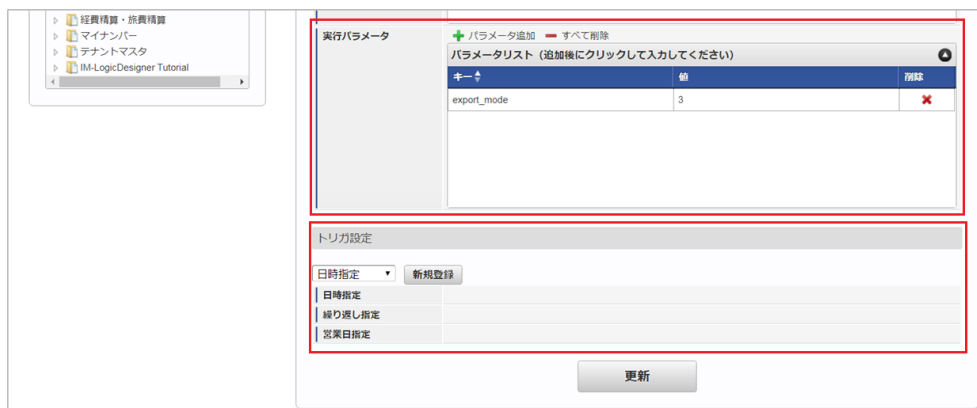 経費精算・旅費精算
マイナンバー
テナントマスタ
IM-LogicDesigner Tutorial
実行パラメータ
パラメータ追加 すべて削除
パラメータリスト（追加後にクリックして入力してください）
キー 値 削除
export_mode 3
トリガ設定
日時指定 新規登録
日時指定
繰り返し指定
営業日指定
更新